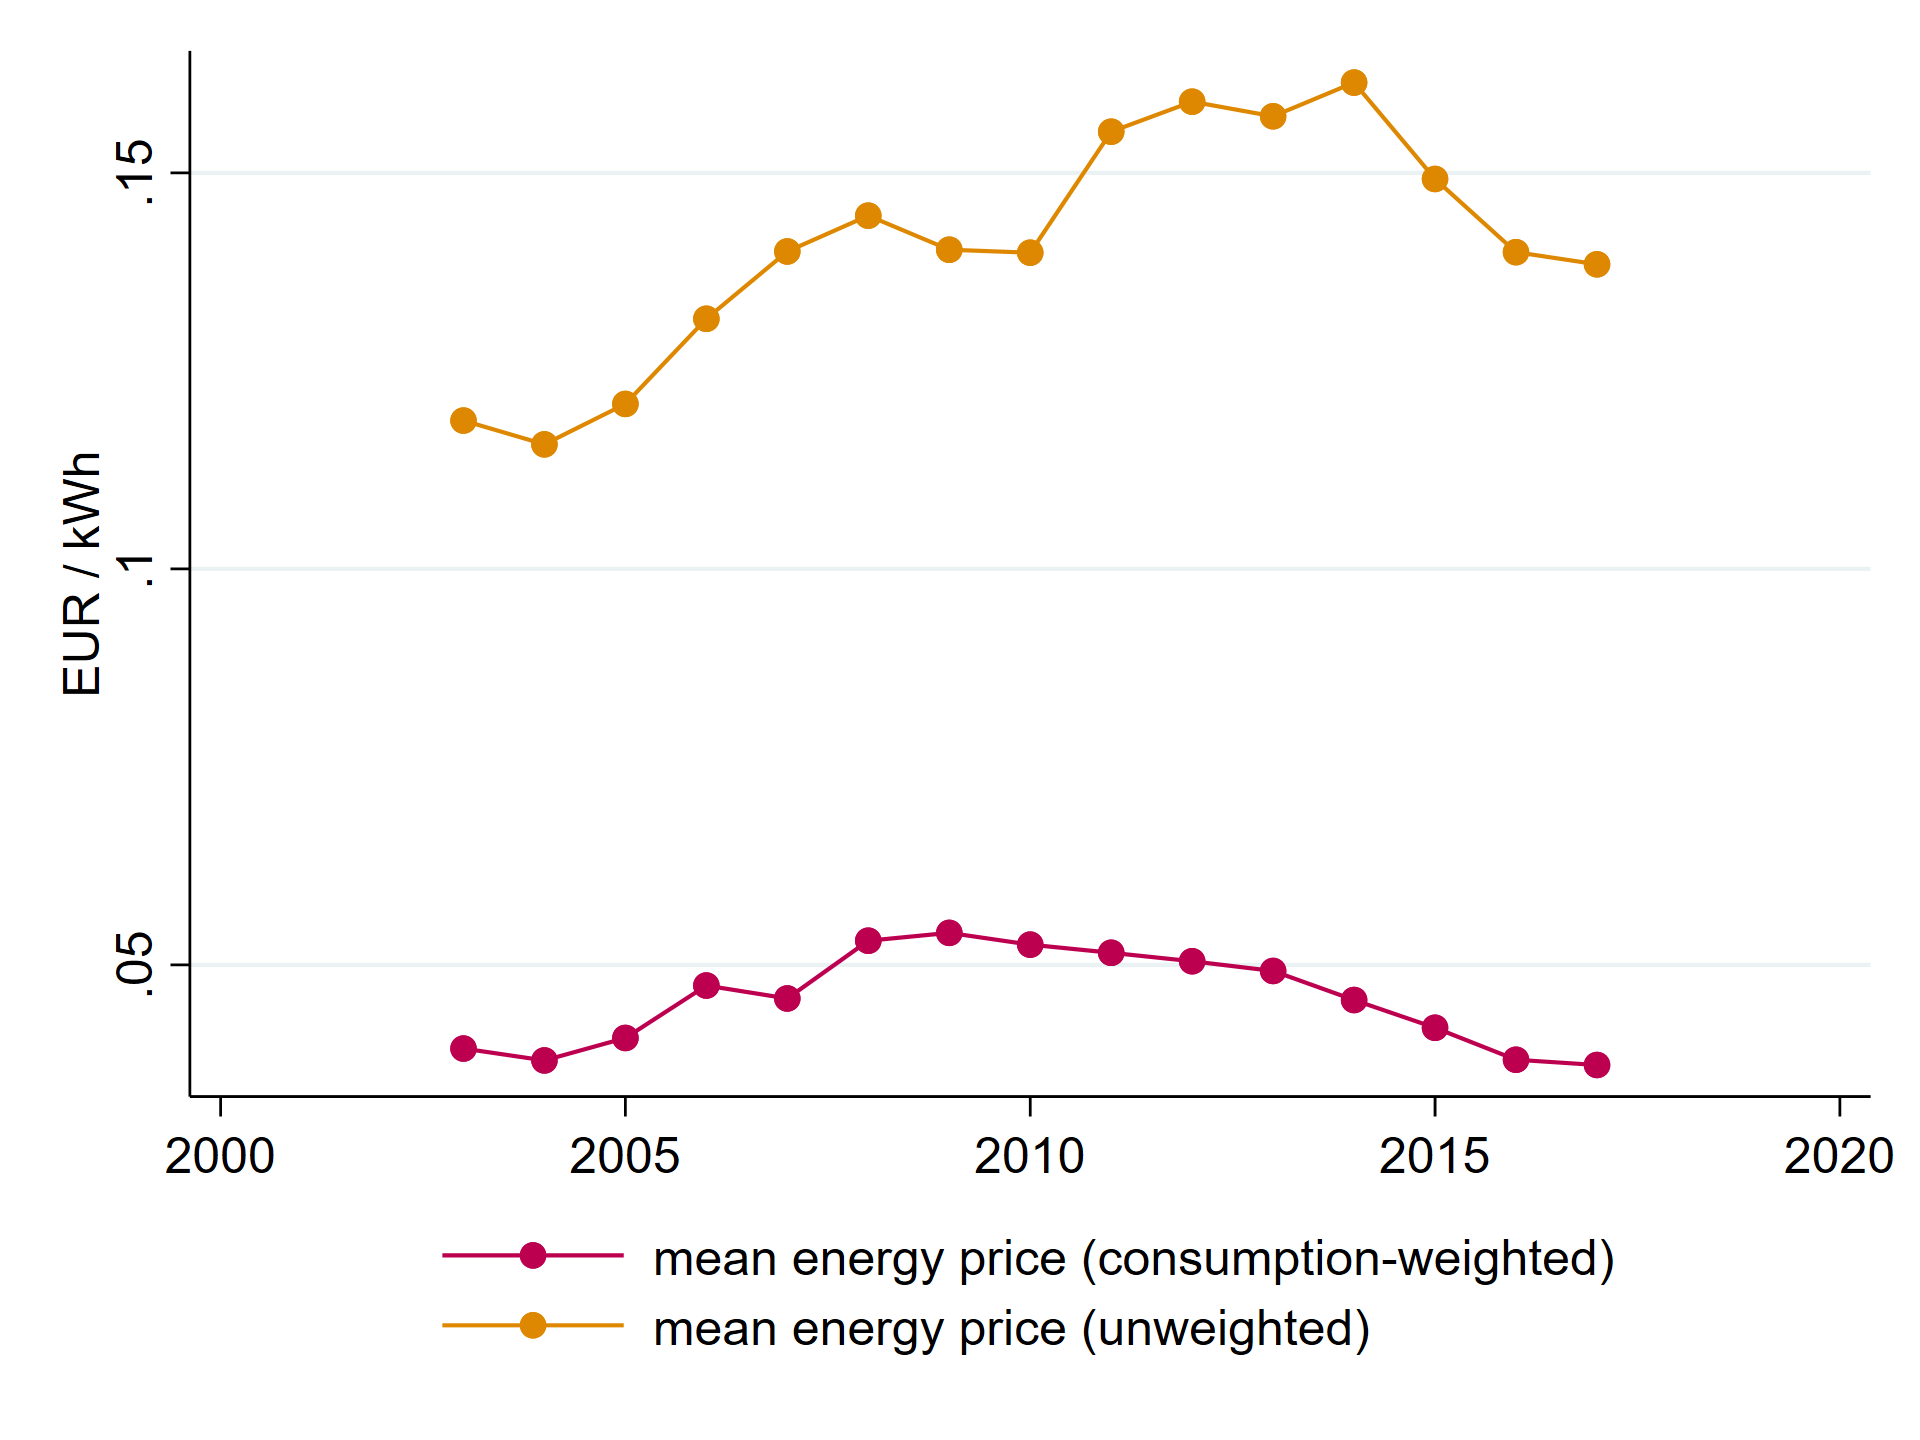 EUR / kWh
.15
.1
.05
2000 2005 2010 2015 2020
mean energy price (consumption-weighted)
mean energy price (unweighted)